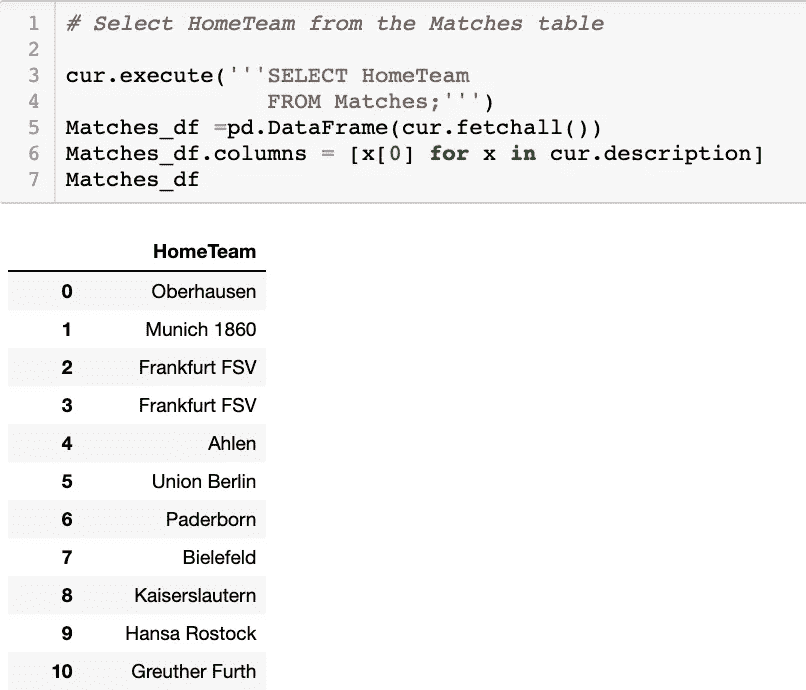 1 # Select HomeTeam from the Matches table
2
3 cur.execute('''SELECT HomeTeam
4 FROM Matches;''')
5 Matches_df =pd.DataFrame(cur.fetchall())
6 Matches_df.columns = [x[0] for x in cur.description]
7 Matches_df
HomeTeam
0 Oberhausen
1 Munich 1860
2 Frankfurt FSV
3 Frankfurt FSV
4 Ahlen
5 Union Berlin
6 Paderborn
7 Bielefeld
8 Kaiserslautern
9 Hansa Rostock
10 Greuther Furth